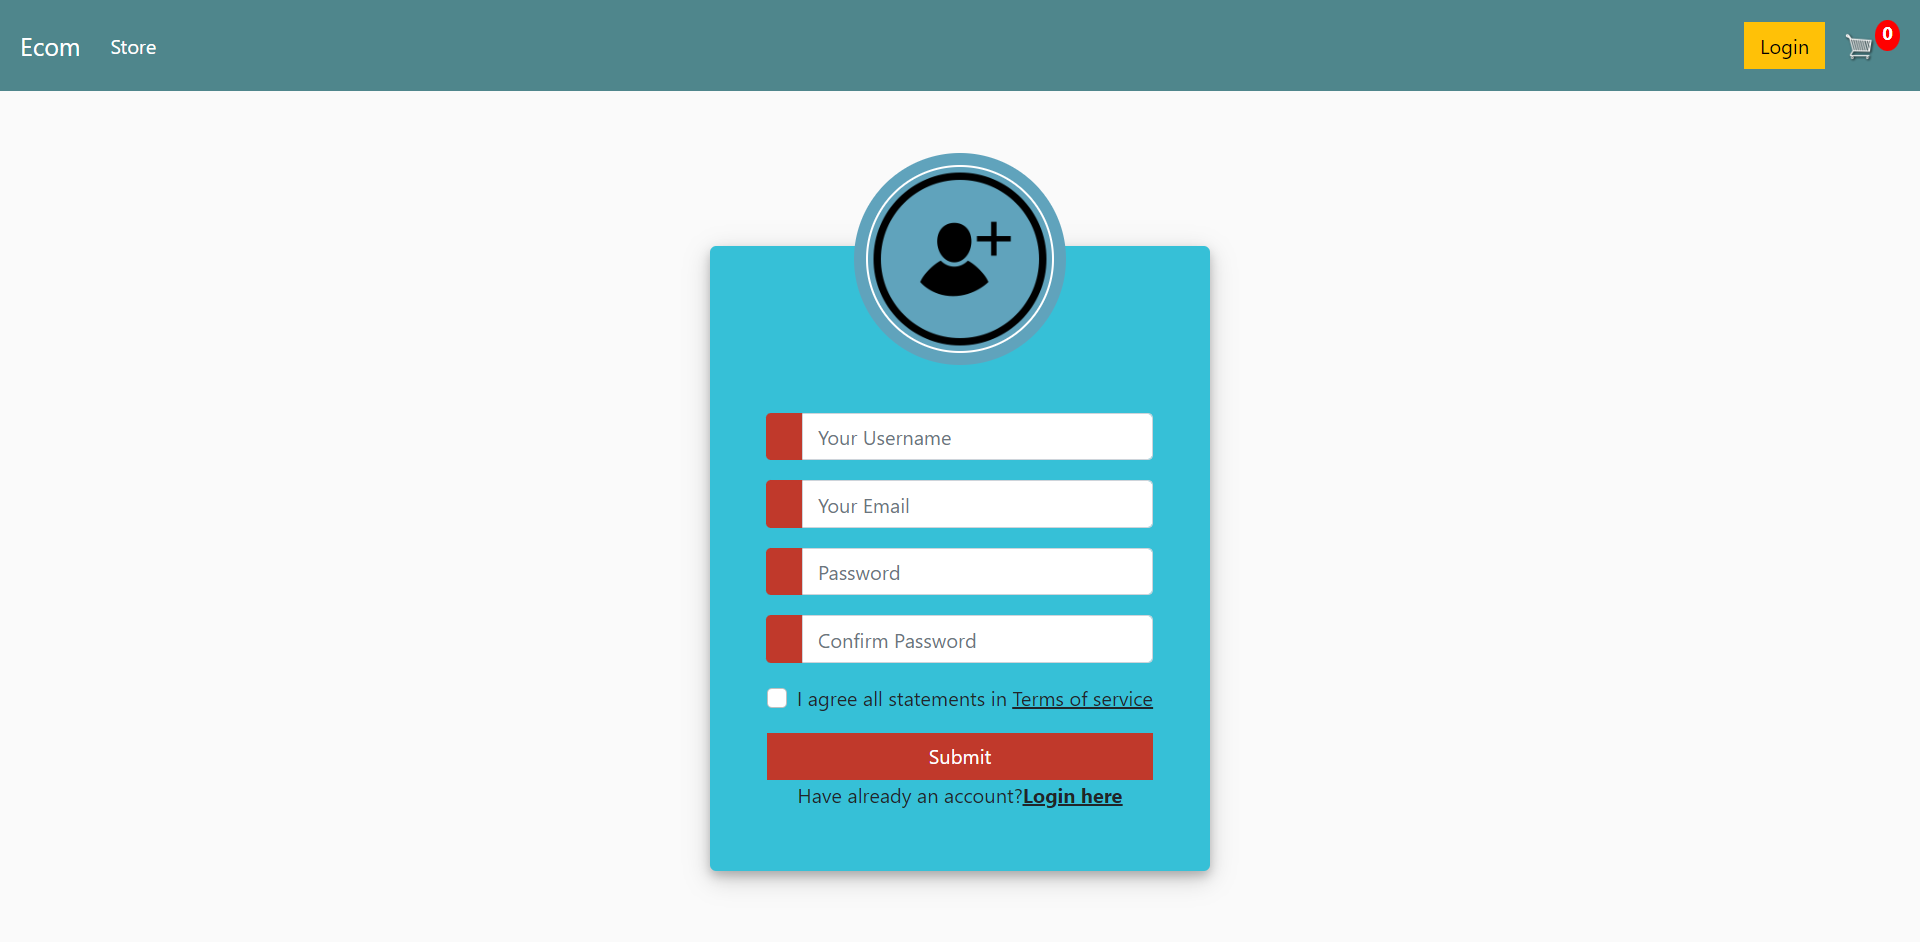 Ecom Store Login 0
Your Username
Your Email
Password
Confirm Password
I agree all statements in Terms of service
Submit
Have already an account?Login here